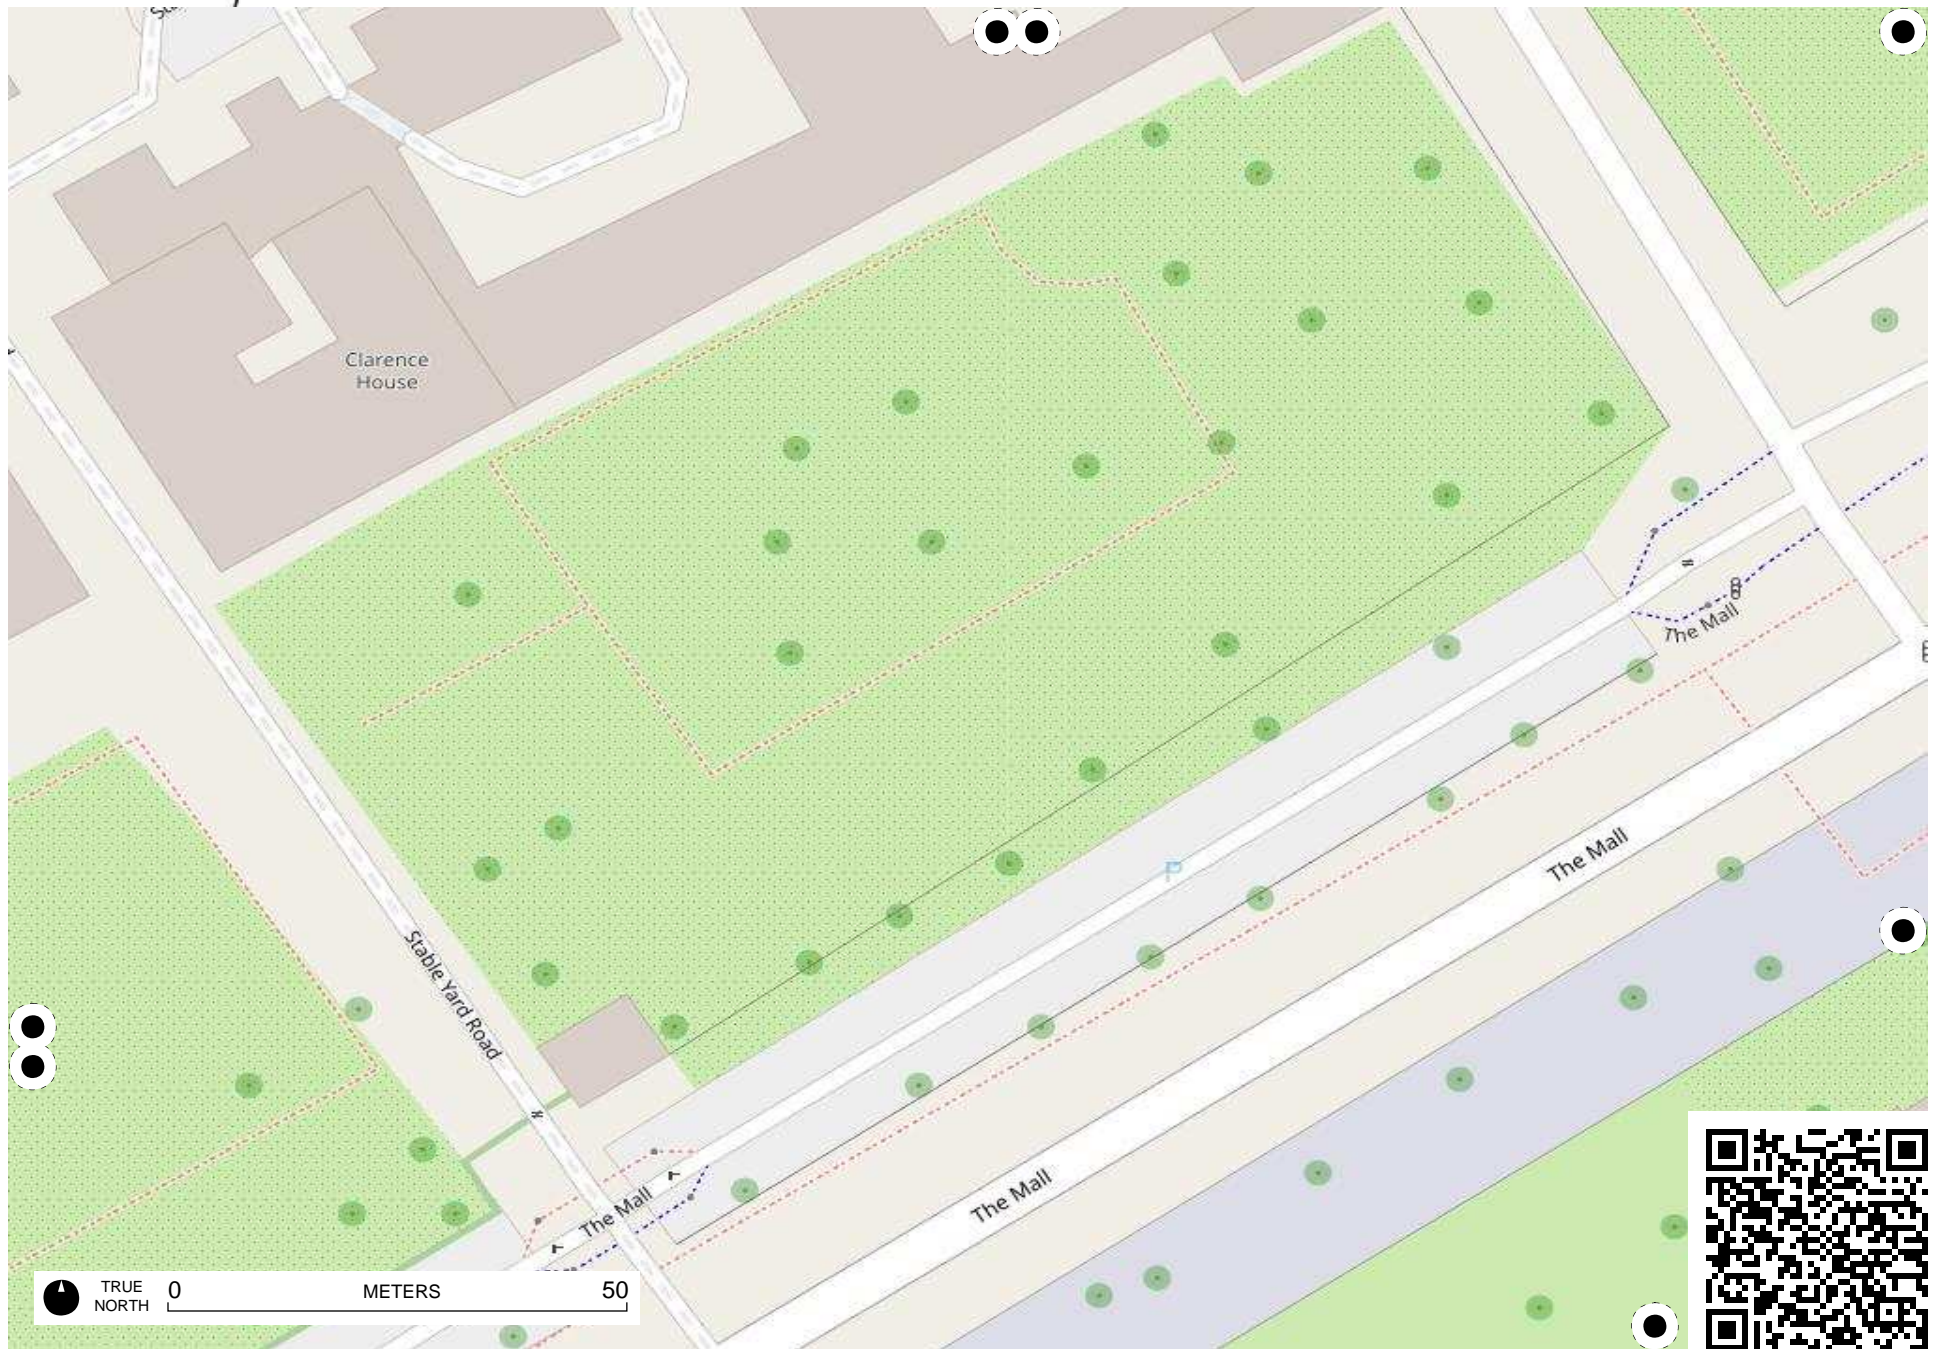 Clarence
House
The Mall
The Mall
P
Stable Yard Road
The Mall
The Mall
TRUE
NORTH
0
METERS
50